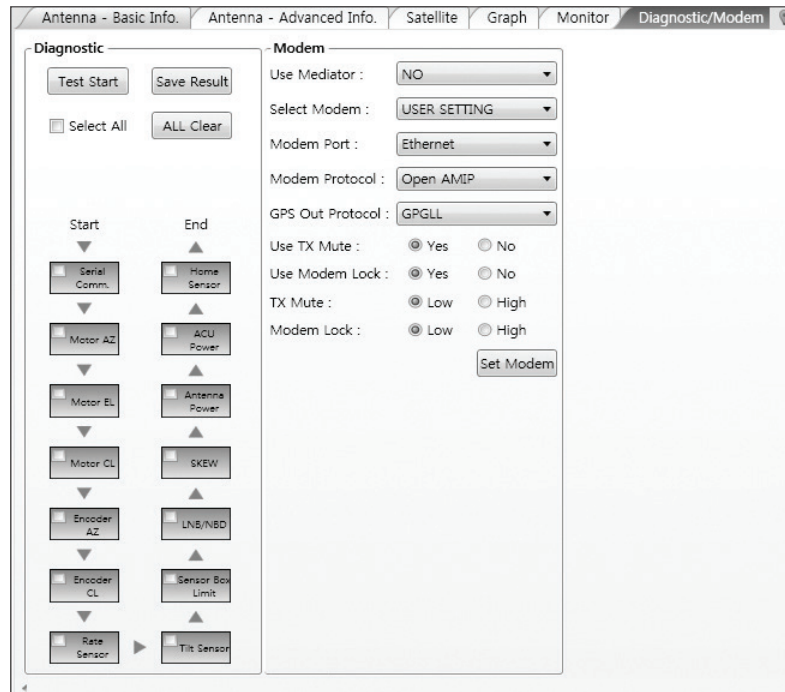 Antenna - Basic Info.
Antenna - Advanced Info.
Satellite
Graph
Monitor
Diagnostic/Modem
Diagnostic
Test Start
Save Result
Select All
ALL Clear
Start
End
Serial
Comm.
Home
Sensor
Motor AZ
ACU
Power
Motor EL
Antenna
Power
Motor CL
SKEW
Encoder
AZ
LNB/NBD
Encoder
CL
Sensor Box
Limit
Rate
Sensor
Tilt Sensor
Modem
Use Mediator : NO
Select Modem : USER SETTING
Modem Port : Ethernet
Modem Protocol : Open AMIP
GPS Out Protocol : GPGLL
Use TX Mute : Yes No
Use Modem Lock : Yes No
TX Mute : Low High
Modem Lock : Low High
Set Modem